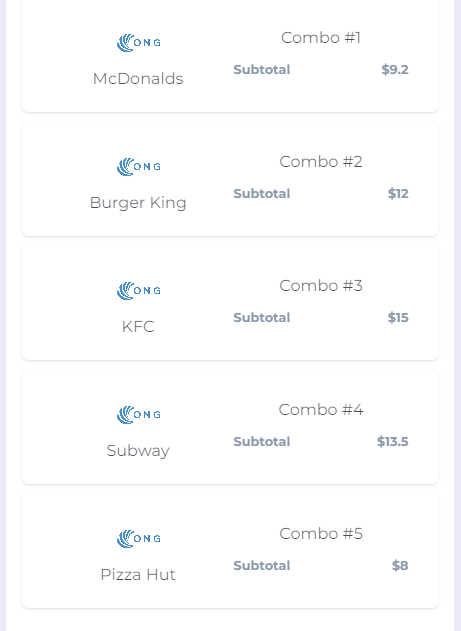 Combo #1
ONG
Subtotal $9.2
McDonalds
Combo #2
ONG
Subtotal $12
Burger King
Combo #3
ONG
Subtotal $15
KFC
Combo #4
ONG
Subtotal $13.5
Subway
Combo #5
ONG
Subtotal $8
Pizza Hut